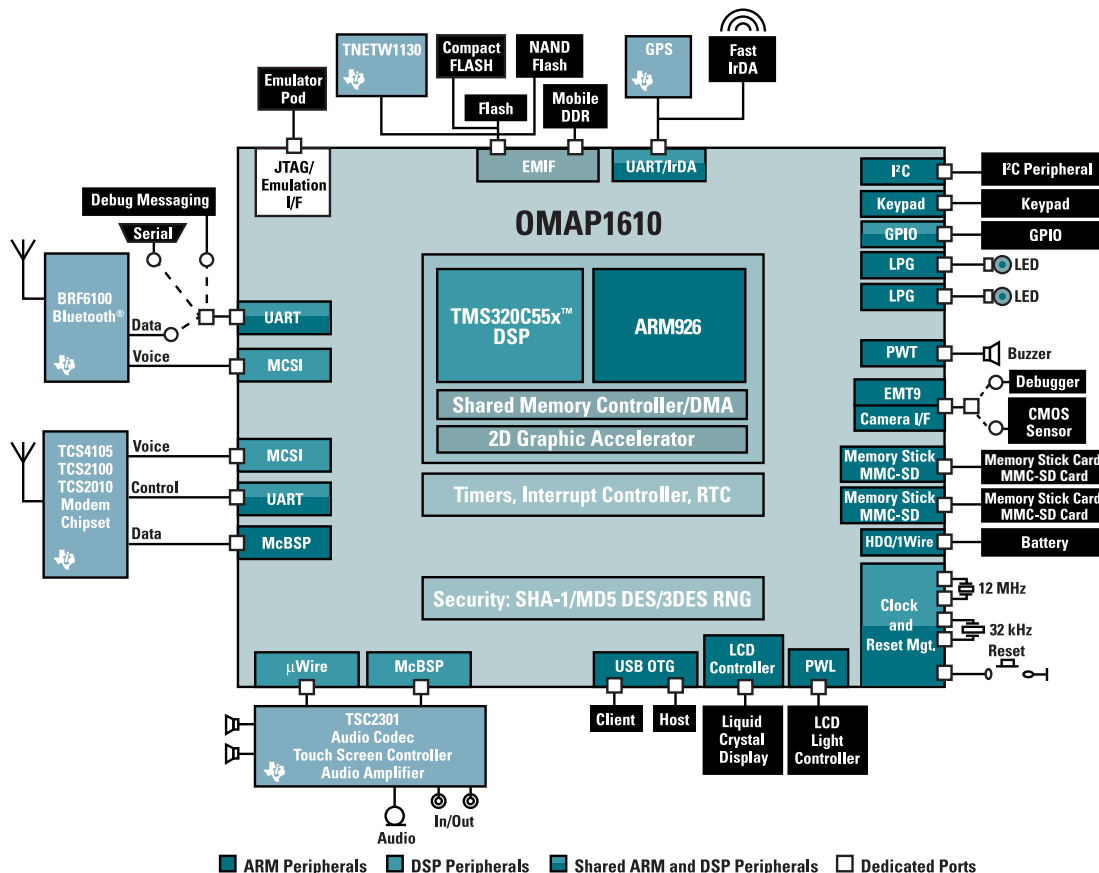 TNETW1130
Compact
FLASH
NAND
Flash
GPS
Fast
IrDA
Emulator
Pod
Flash
Mobile
DDR
JTAG/
Emulation
I/F
EMIF
UART/IrDA
I²C
I²C Peripheral
Debug Messaging
Serial
OMAP1610
Keypad
Keypad
GPIO
GPIO
LPG
LED
LPG
LED
BRF6100
Bluetooth®
Data
Voice
UART
MCSI
TMS320C55x™
DSP
ARM926
PWT
Buzzer
EMT9
Camera I/F
Debugger
CMOS
Sensor
Shared Memory Controller/DMA
2D Graphic Accelerator
TCS4105
TCS2100
TCS2010
Modem
Chipset
Voice
Control
Data
MCSI
UART
McBSP
Timers, Interrupt Controller, RTC
Memory Stick
MMC-SD
Memory Stick Card
MMC-SD Card
Memory Stick
MMC-SD
Memory Stick Card
MMC-SD Card
HDQ/1Wire
Battery
Security: SHA-1/MD5 DES/3DES RNG
Clock
and
Reset Mgt.
12 MHz
32 kHz
Reset
µWire
McBSP
USB OTG
LCD
Controller
PWL
Client
Host
Liquid
Crystal
Display
LCD
Light
Controller
TSC2301
Audio Codec
Touch Screen Controller
Audio Amplifier
In/Out
Audio
ARM Peripherals
DSP Peripherals
Shared ARM and DSP Peripherals
Dedicated Ports